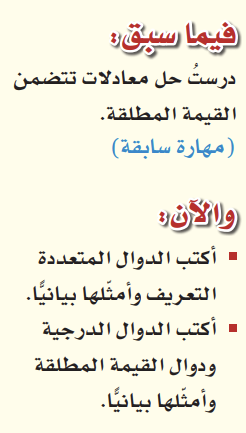 فيما سبق:
درستُ حل معادلات تتضمن
القيمة المطلقة.
(مهارة سابقة)
والآن:
■ أكتب الدوال المتعددة
التعريف وأمثّلها بيانيًّا.
■ أكتب الدوال الدرجية
ودوال القيمة المطلقة
وأمثّلها بيانيًّا.